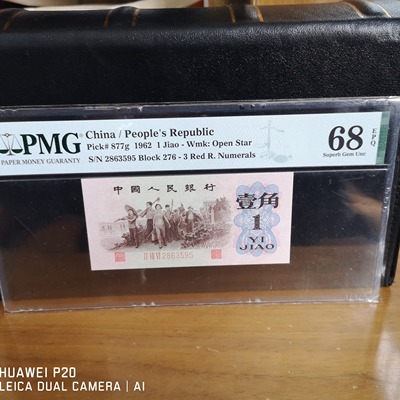 PMG
PAPER MONEY GUARANTY
China / People's Republic
Pick# 877g 1962 1 Jiao - Wmk: Open Star
S/N 2863595 Block 276 - 3 Red R. Numerals
68 EPQ
Superb Gem Unc
中國人民銀行
壹角
1
YI
JIAO
2863595
HUAWEI P20
LEICA DUAL CAMERA | AI